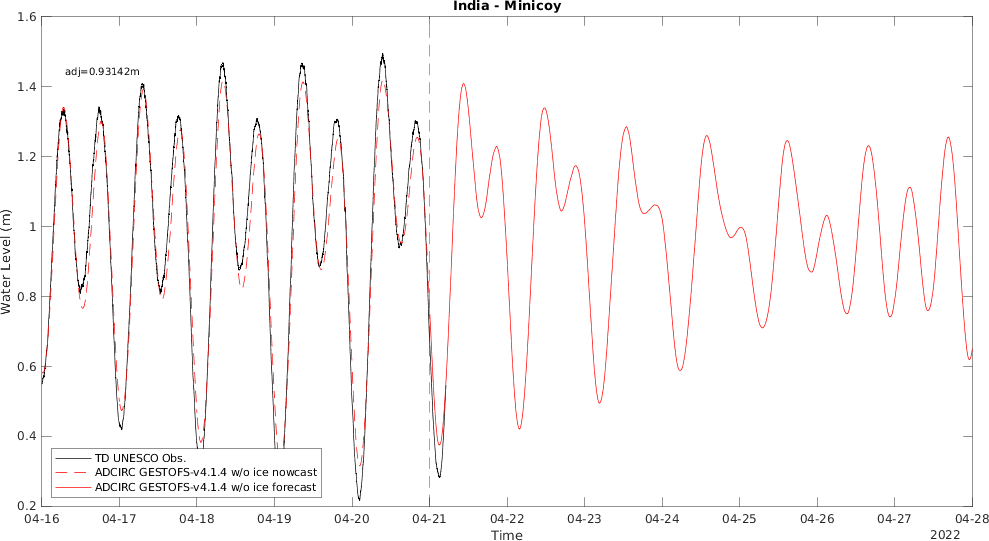 India - Minicoy
1.6
1.4
1.2
1
0.8
0.6
0.4
0.2
Water Level (m)
adj=0.93142m
TD UNESCO Obs.
ADCIRC GESTOFS-v4.1.4 w/o ice nowcast
ADCIRC GESTOFS-v4.1.4 w/o ice forecast
04-16 04-17 04-18 04-19 04-20 04-21 04-22 04-23 04-24 04-25 04-26 04-27 04-28
Time
2022